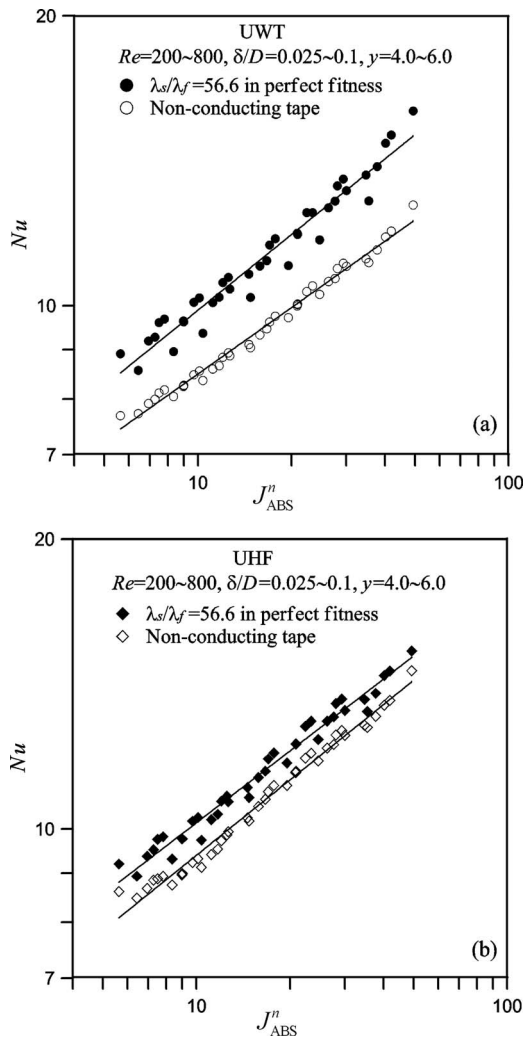 20
UWT
Re=200~800, δ/D=0.025~0.1, y=4.0~6.0
λs/λf =56.6 in perfect fitness
Non-conducting tape
Nu
10
(a)
7
10
100
J^n_ABS
20
UHF
Re=200~800, δ/D=0.025~0.1, y=4.0~6.0
λs/λf =56.6 in perfect fitness
Non-conducting tape
Nu
10
(b)
7
10
100
J^n_ABS